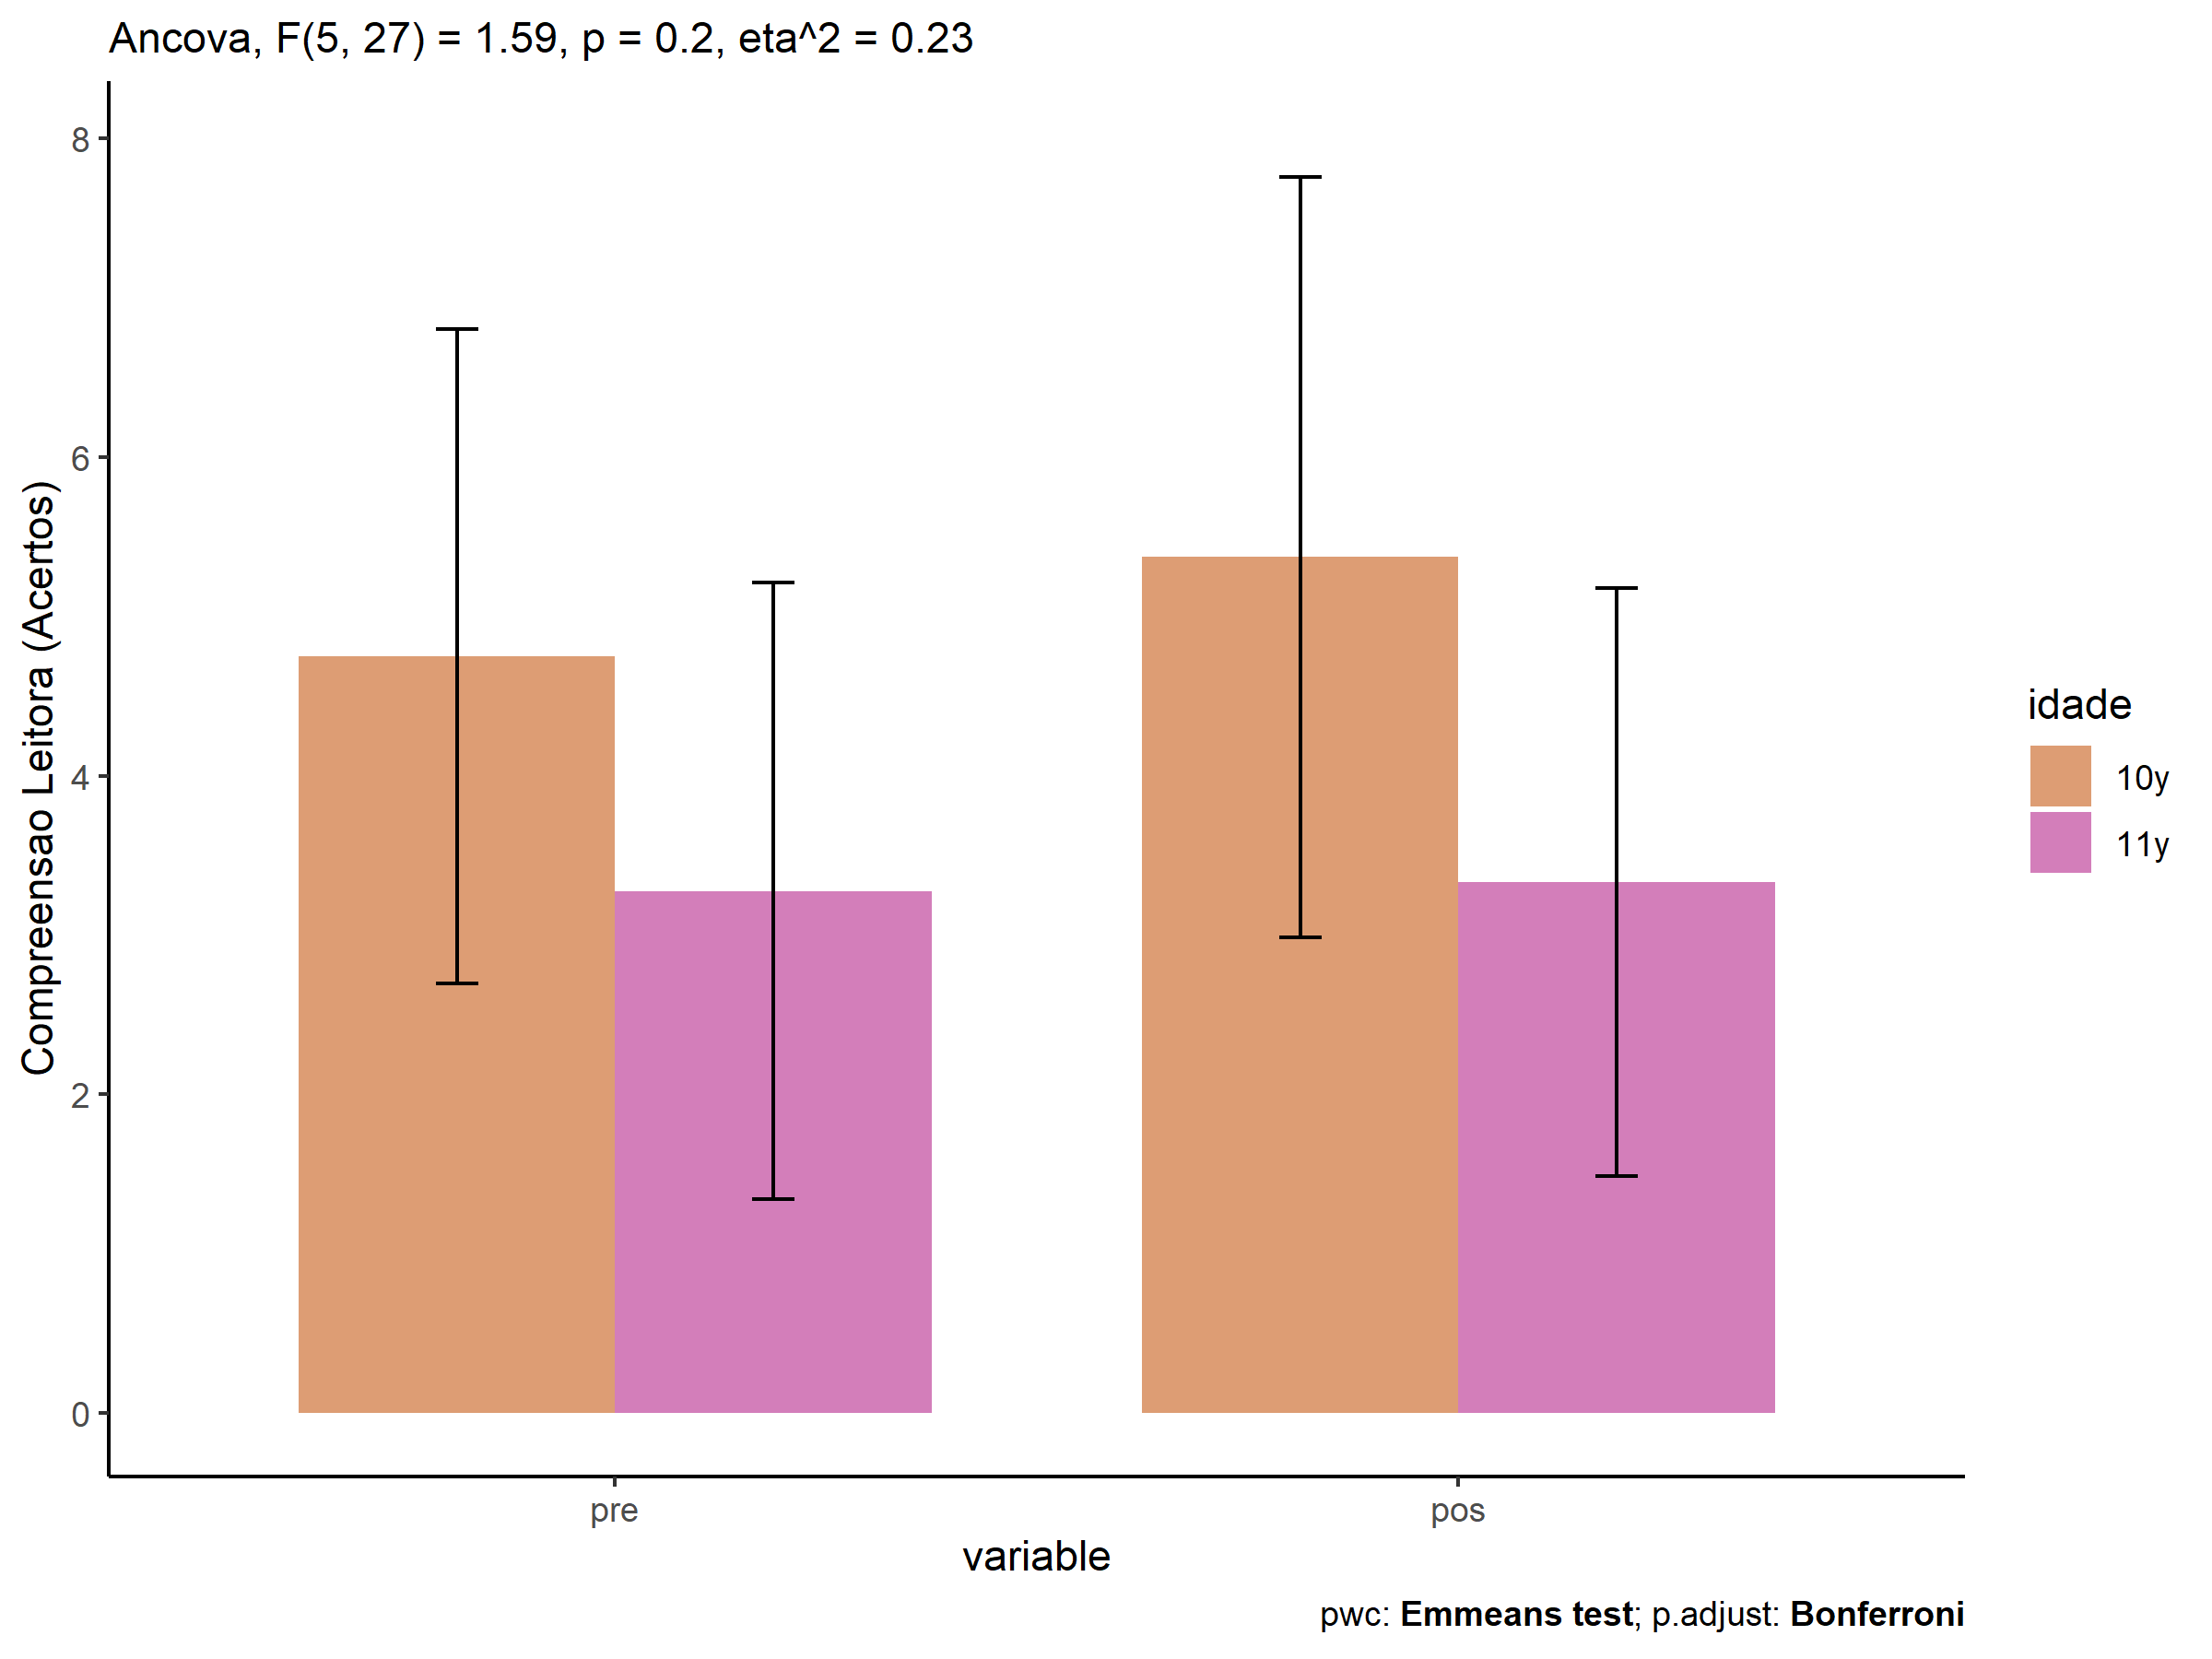 Ancova, F(5, 27) = 1.59, p = 0.2, eta^2 = 0.23
8
6
4
2
0
Compreensao Leitora (Acertos)
pre
pos
variable
idade
10y
11y
pwc: Emmeans test; p.adjust: Bonferroni